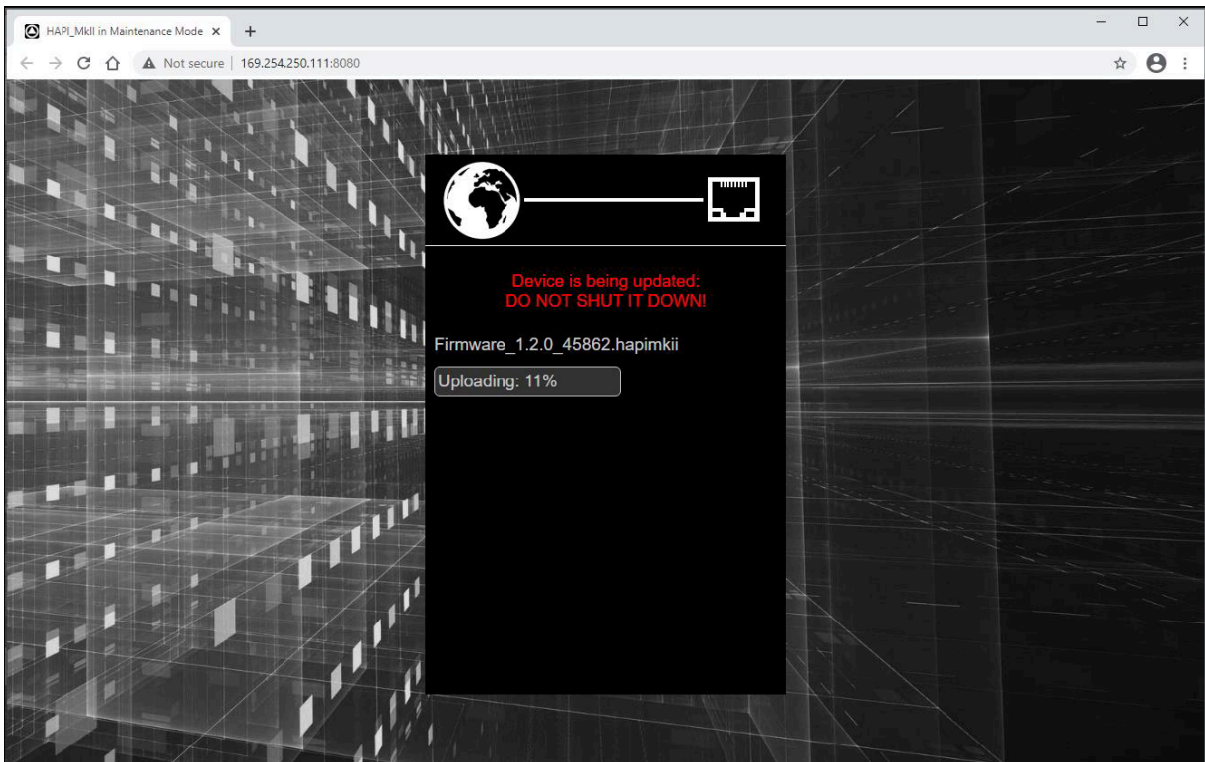 HAPI_MkII in Maintenance Mode
Not secure | 169.254.250.111:8080
Device is being updated:
DO NOT SHUT IT DOWN!
Firmware_1.2.0_45862.hapimkii
Uploading: 11%